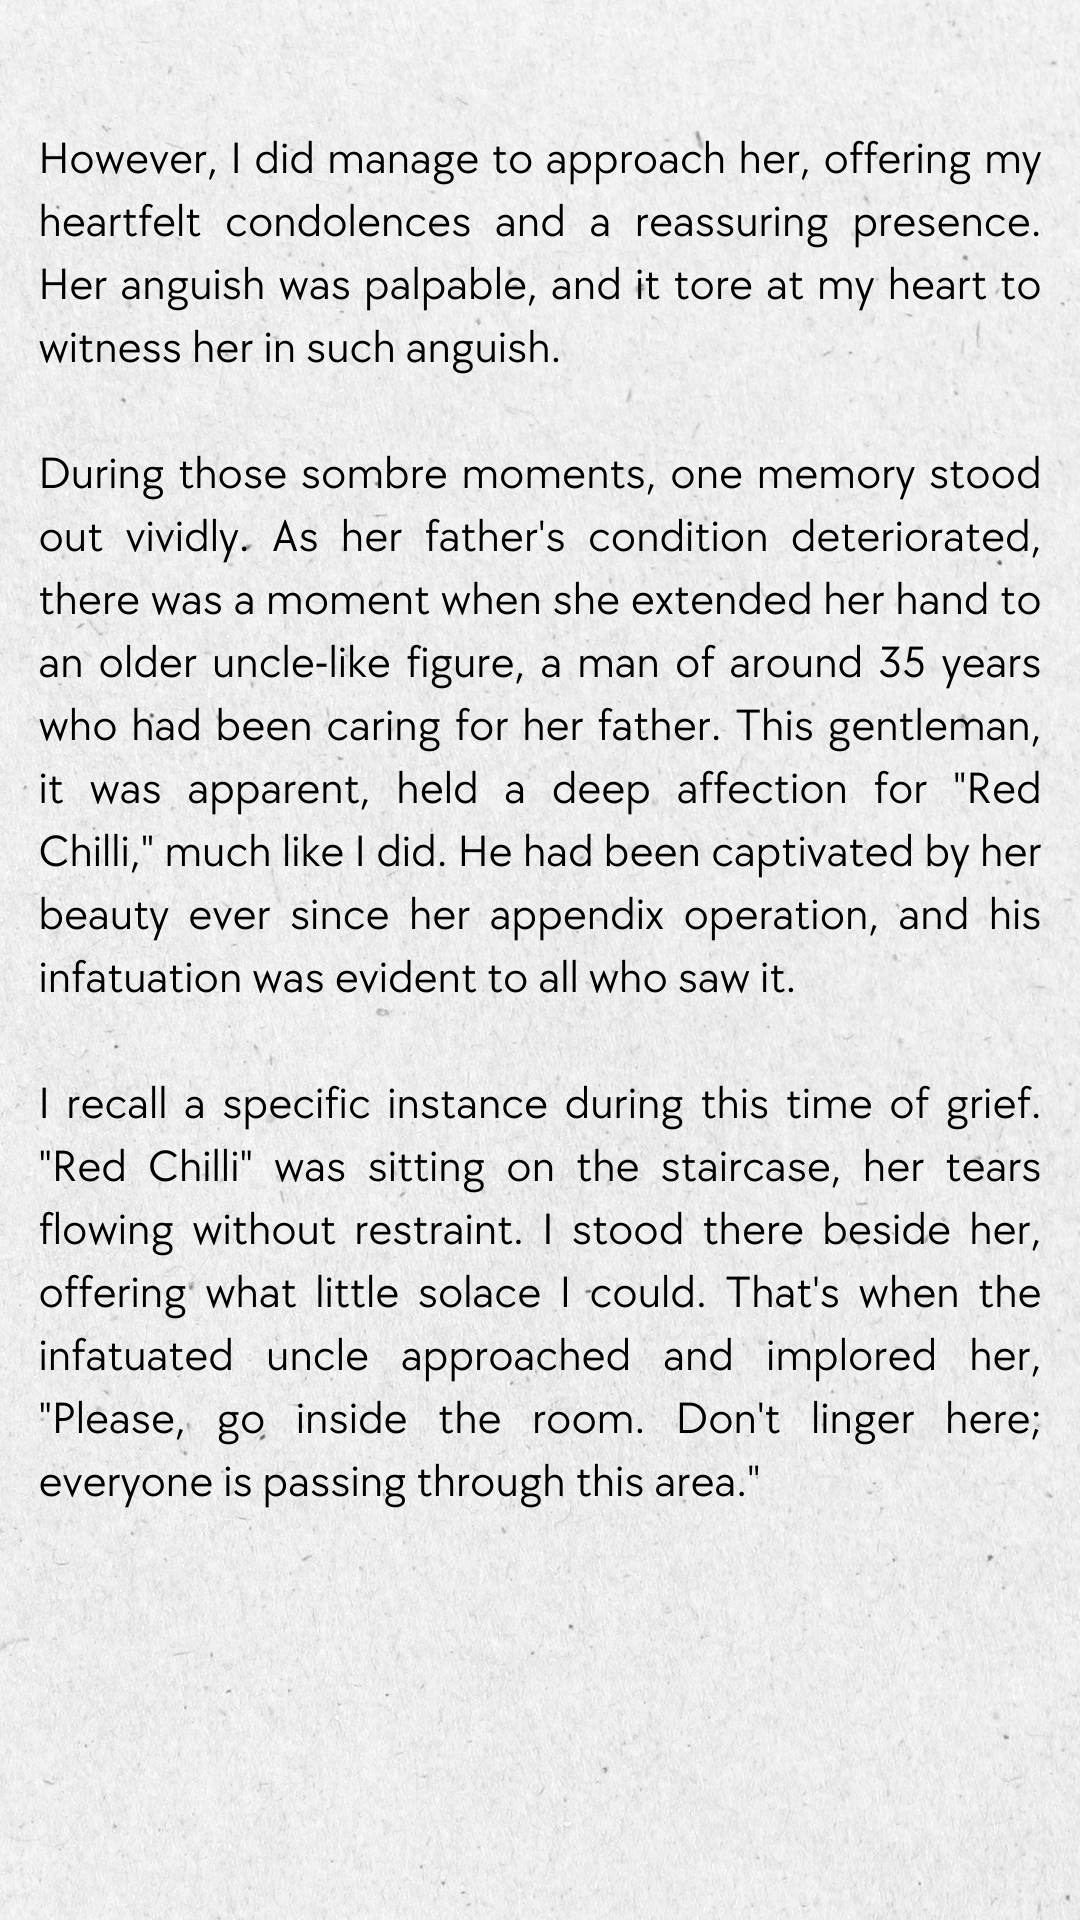 However, I did manage to approach her, offering my
heartfelt condolences and a reassuring presence.
Her anguish was palpable, and it tore at my heart to
witness her in such anguish.
During those sombre moments, one memory stood
out vividly. As her father's condition deteriorated,
there was a moment when she extended her hand to
an older uncle-like figure, a man of around 35 years
who had been caring for her father. This gentleman,
it was apparent, held a deep affection for "Red
Chilli," much like I did. He had been captivated by her
beauty ever since her appendix operation, and his
infatuation was evident to all who saw it.
I recall a specific instance during this time of grief.
"Red Chilli" was sitting on the staircase, her tears
flowing without restraint. I stood there beside her,
offering what little solace I could. That's when the
infatuated uncle approached and implored her,
"Please, go inside the room. Don't linger here;
everyone is passing through this area."